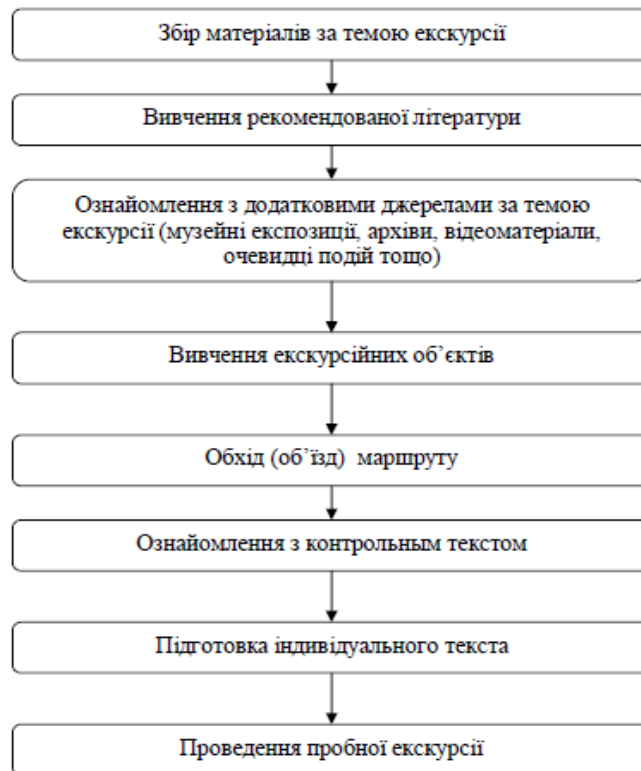 Збір матеріалів за темою екскурсії
Вивчення рекомендованої літератури
Ознайомлення з додатковими джерелами за темою
екскурсії (музейні експозиції, архіви, відеоматеріали,
очевидці подій тощо)
Вивчення екскурсійних об’єктів
Обхід (об’їзд) маршруту
Ознайомлення з контрольным текстом
Підготовка індивідуального текста
Проведення пробної екскурсії